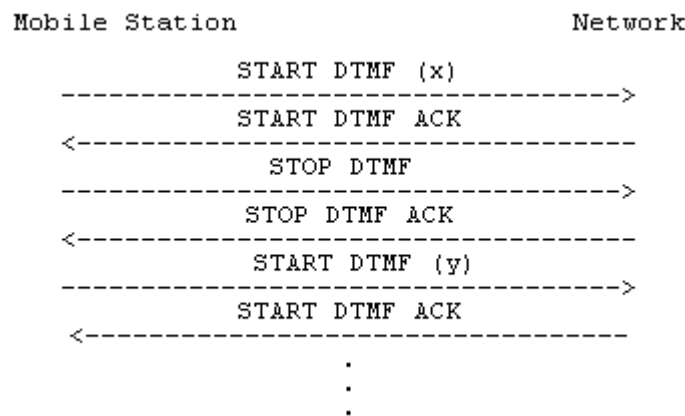 Mobile Station Network
START DTMF (x)
START DTMF ACK
STOP DTMF
STOP DTMF ACK
START DTMF (y)
START DTMF ACK